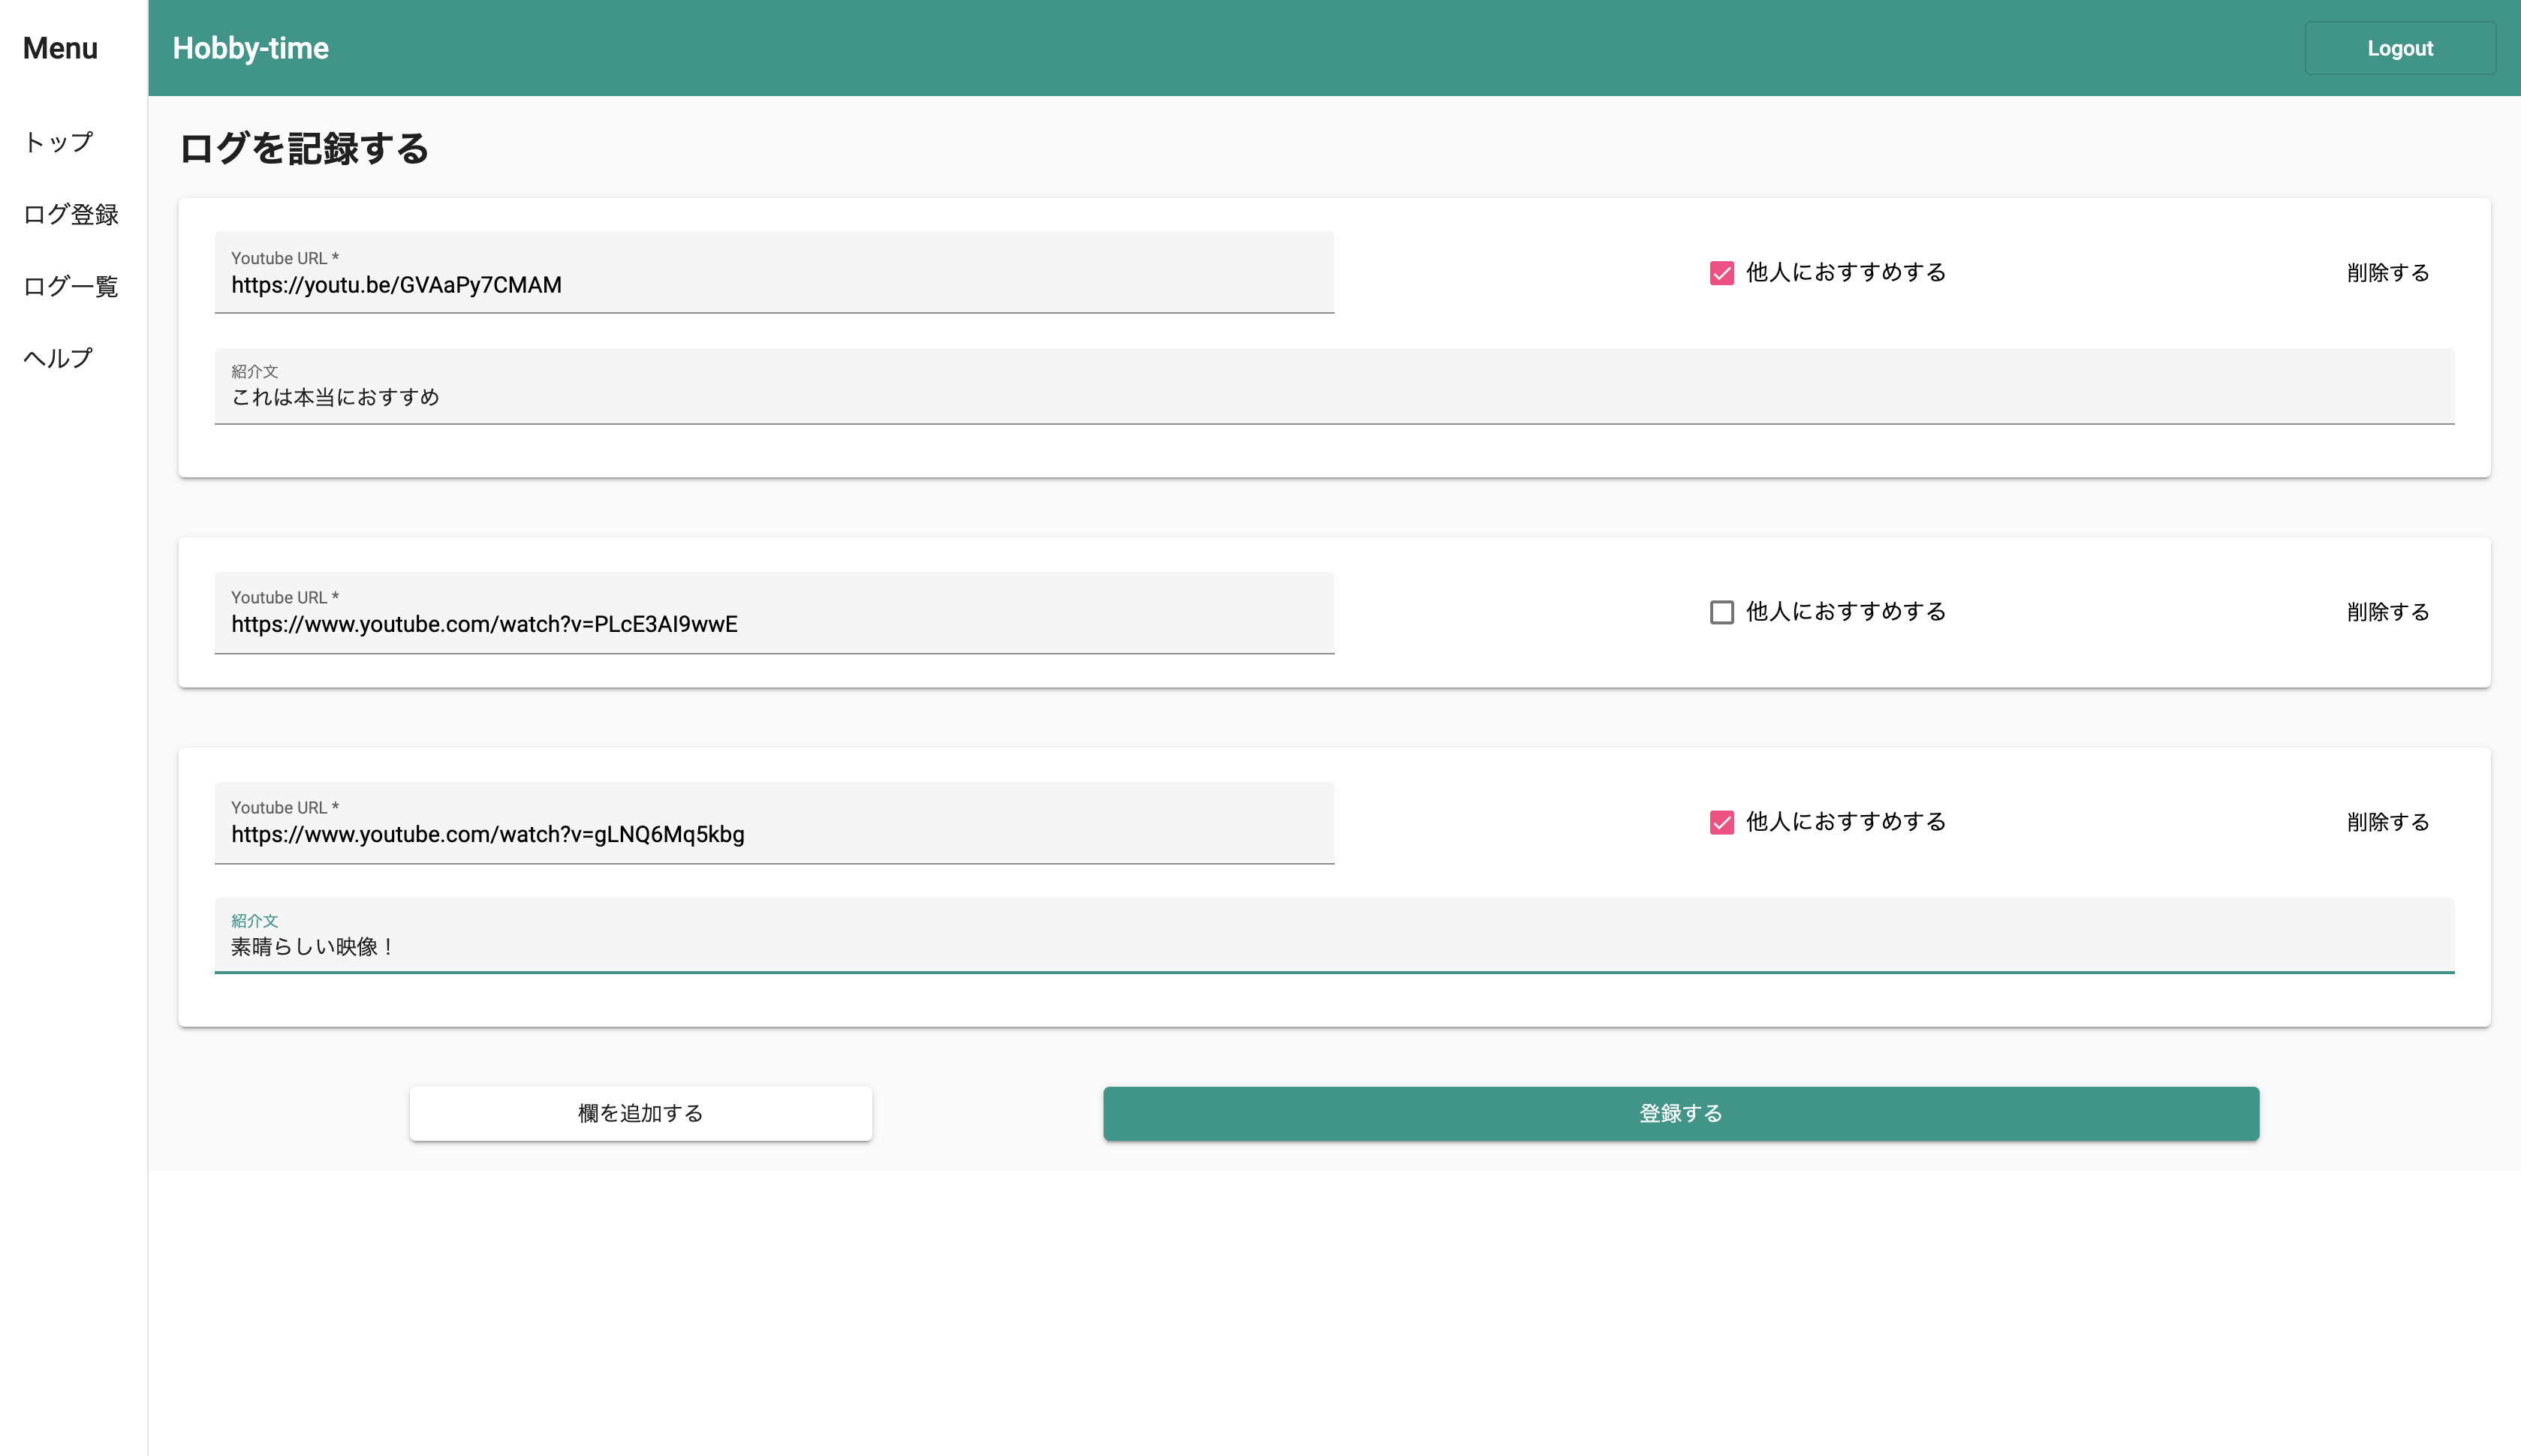 Menu
Hobby-time
Logout
トップ
ログ登録
ログ一覧
ヘルプ
ログを記録する
Youtube URL *
https://youtu.be/GVAaPy7CMAM
他人におすすめする
削除する
紹介文
これは本当におすすめ
Youtube URL *
https://www.youtube.com/watch?v=PLcE3AI9wwE
他人におすすめする
削除する
Youtube URL *
https://www.youtube.com/watch?v=gLNQ6Mq5kbg
他人におすすめする
削除する
紹介文
素晴らしい映像！
欄を追加する
登録する